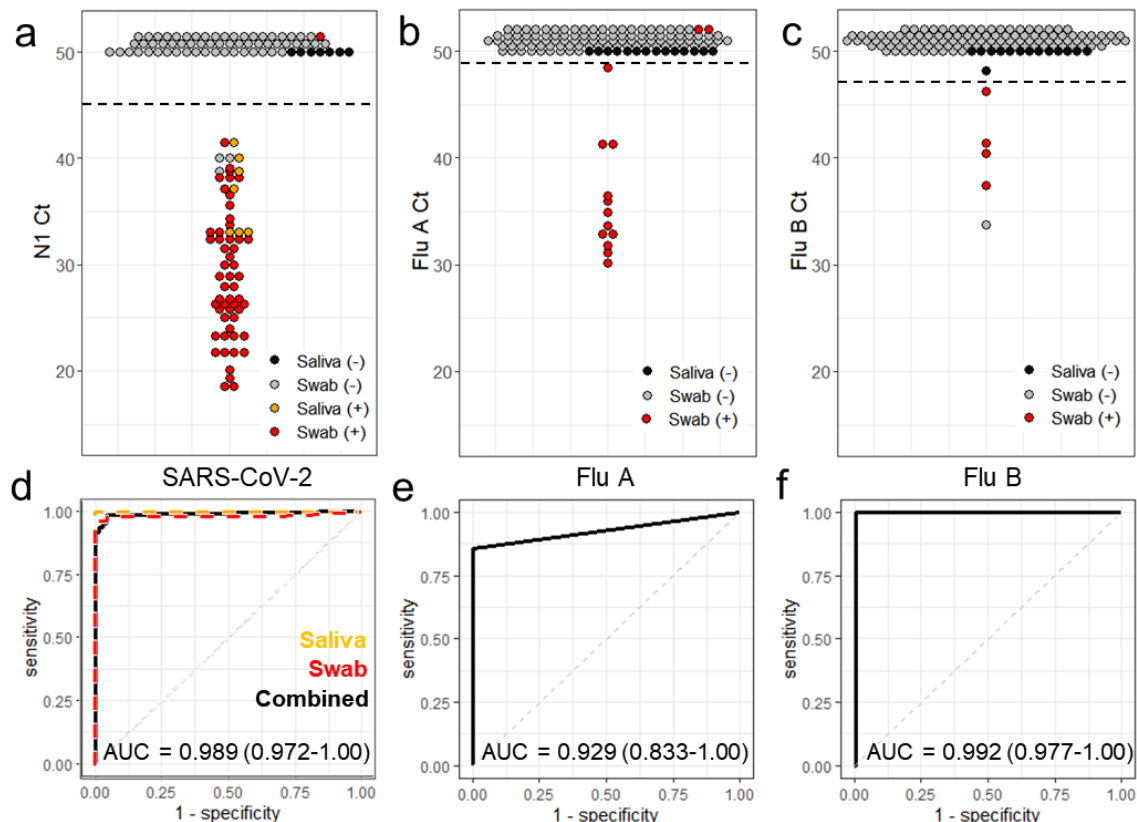 a
50
40
30
20
N1 Ct
Saliva (-)
Swab (-)
Saliva (+)
Swab (+)
b
50
40
30
20
Flu A Ct
Saliva (-)
Swab (-)
Swab (+)
c
50
40
30
20
Flu B Ct
Saliva (-)
Swab (-)
Swab (+)
d
SARS-CoV-2
1.00
0.75
0.50
0.25
0.00
sensitivity
Saliva
Swab
Combined
AUC = 0.989 (0.972-1.00)
0.00 0.25 0.50 0.75 1.00
1 - specificity
e
Flu A
1.00
0.75
0.50
0.25
0.00
sensitivity
AUC = 0.929 (0.833-1.00)
0.00 0.25 0.50 0.75 1.00
1 - specificity
f
Flu B
1.00
0.75
0.50
0.25
0.00
sensitivity
AUC = 0.992 (0.977-1.00)
0.00 0.25 0.50 0.75 1.00
1 - specificity